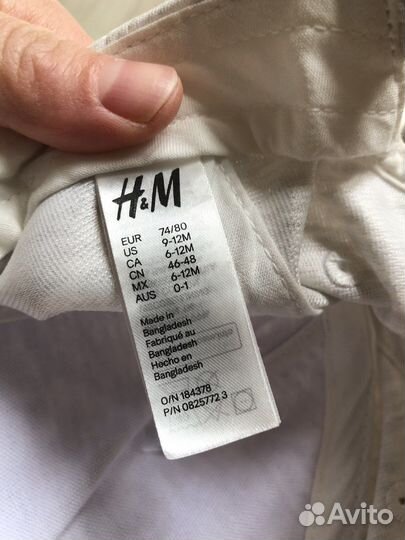 H&M
EUR 74/80
US 9-12M
CA 6-12M
CN 46-48
MX 6-12M
AUS 0-1
Made in
Bangladesh
Fabriqué au
Bangladesh
Hecho en
Bangladesh
O/N 184378
P/N 0825772 3
Avito